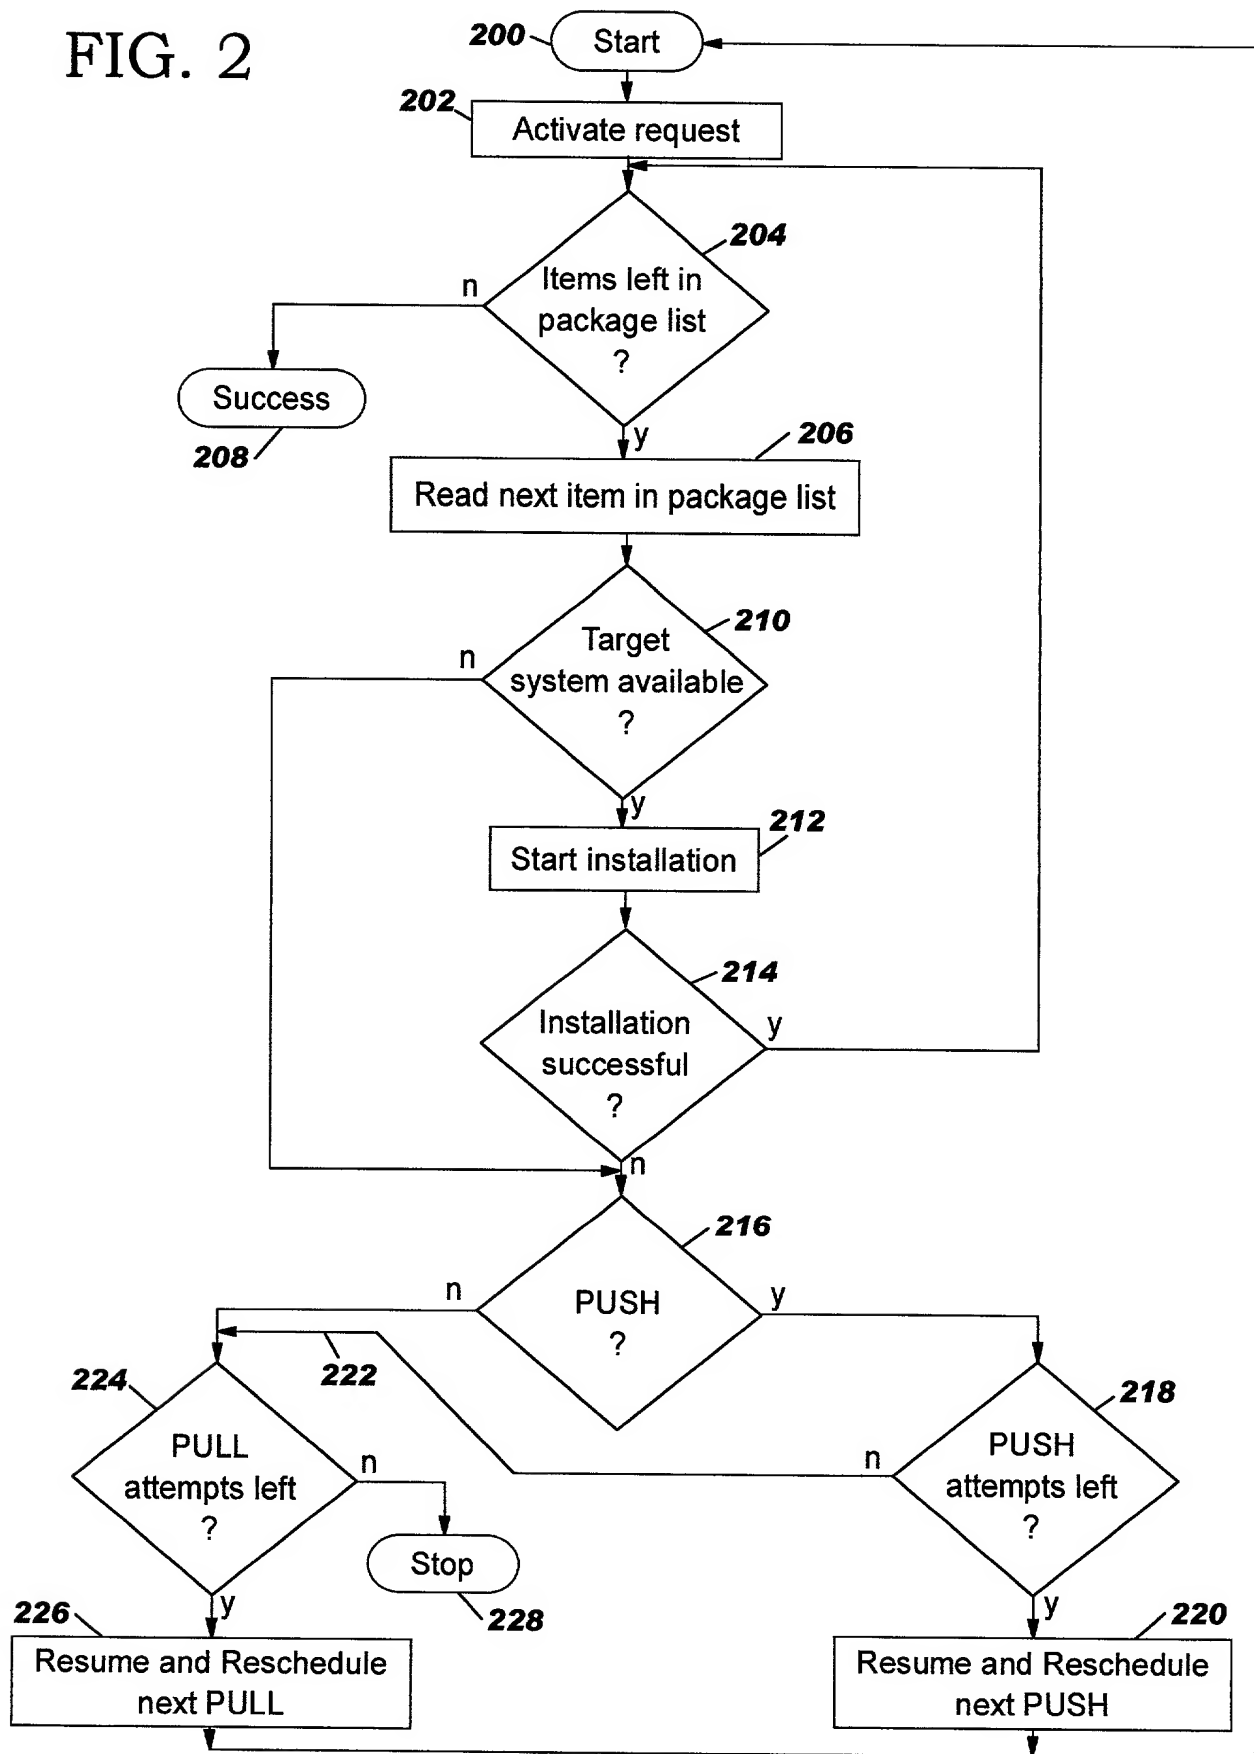 FIG. 2
200
Start
202
Activate request
204
Items left in
package list
?
n
Success
208
y
206
Read next item in package list
210
Target
system available
?
n
y
212
Start installation
214
Installation
successful
?
y
n
216
PUSH
?
n
y
222
224
PULL
attempts left
?
n
Stop
228
218
PUSH
attempts left
?
n
y
226
Resume and Reschedule
next PULL
y
220
Resume and Reschedule
next PUSH